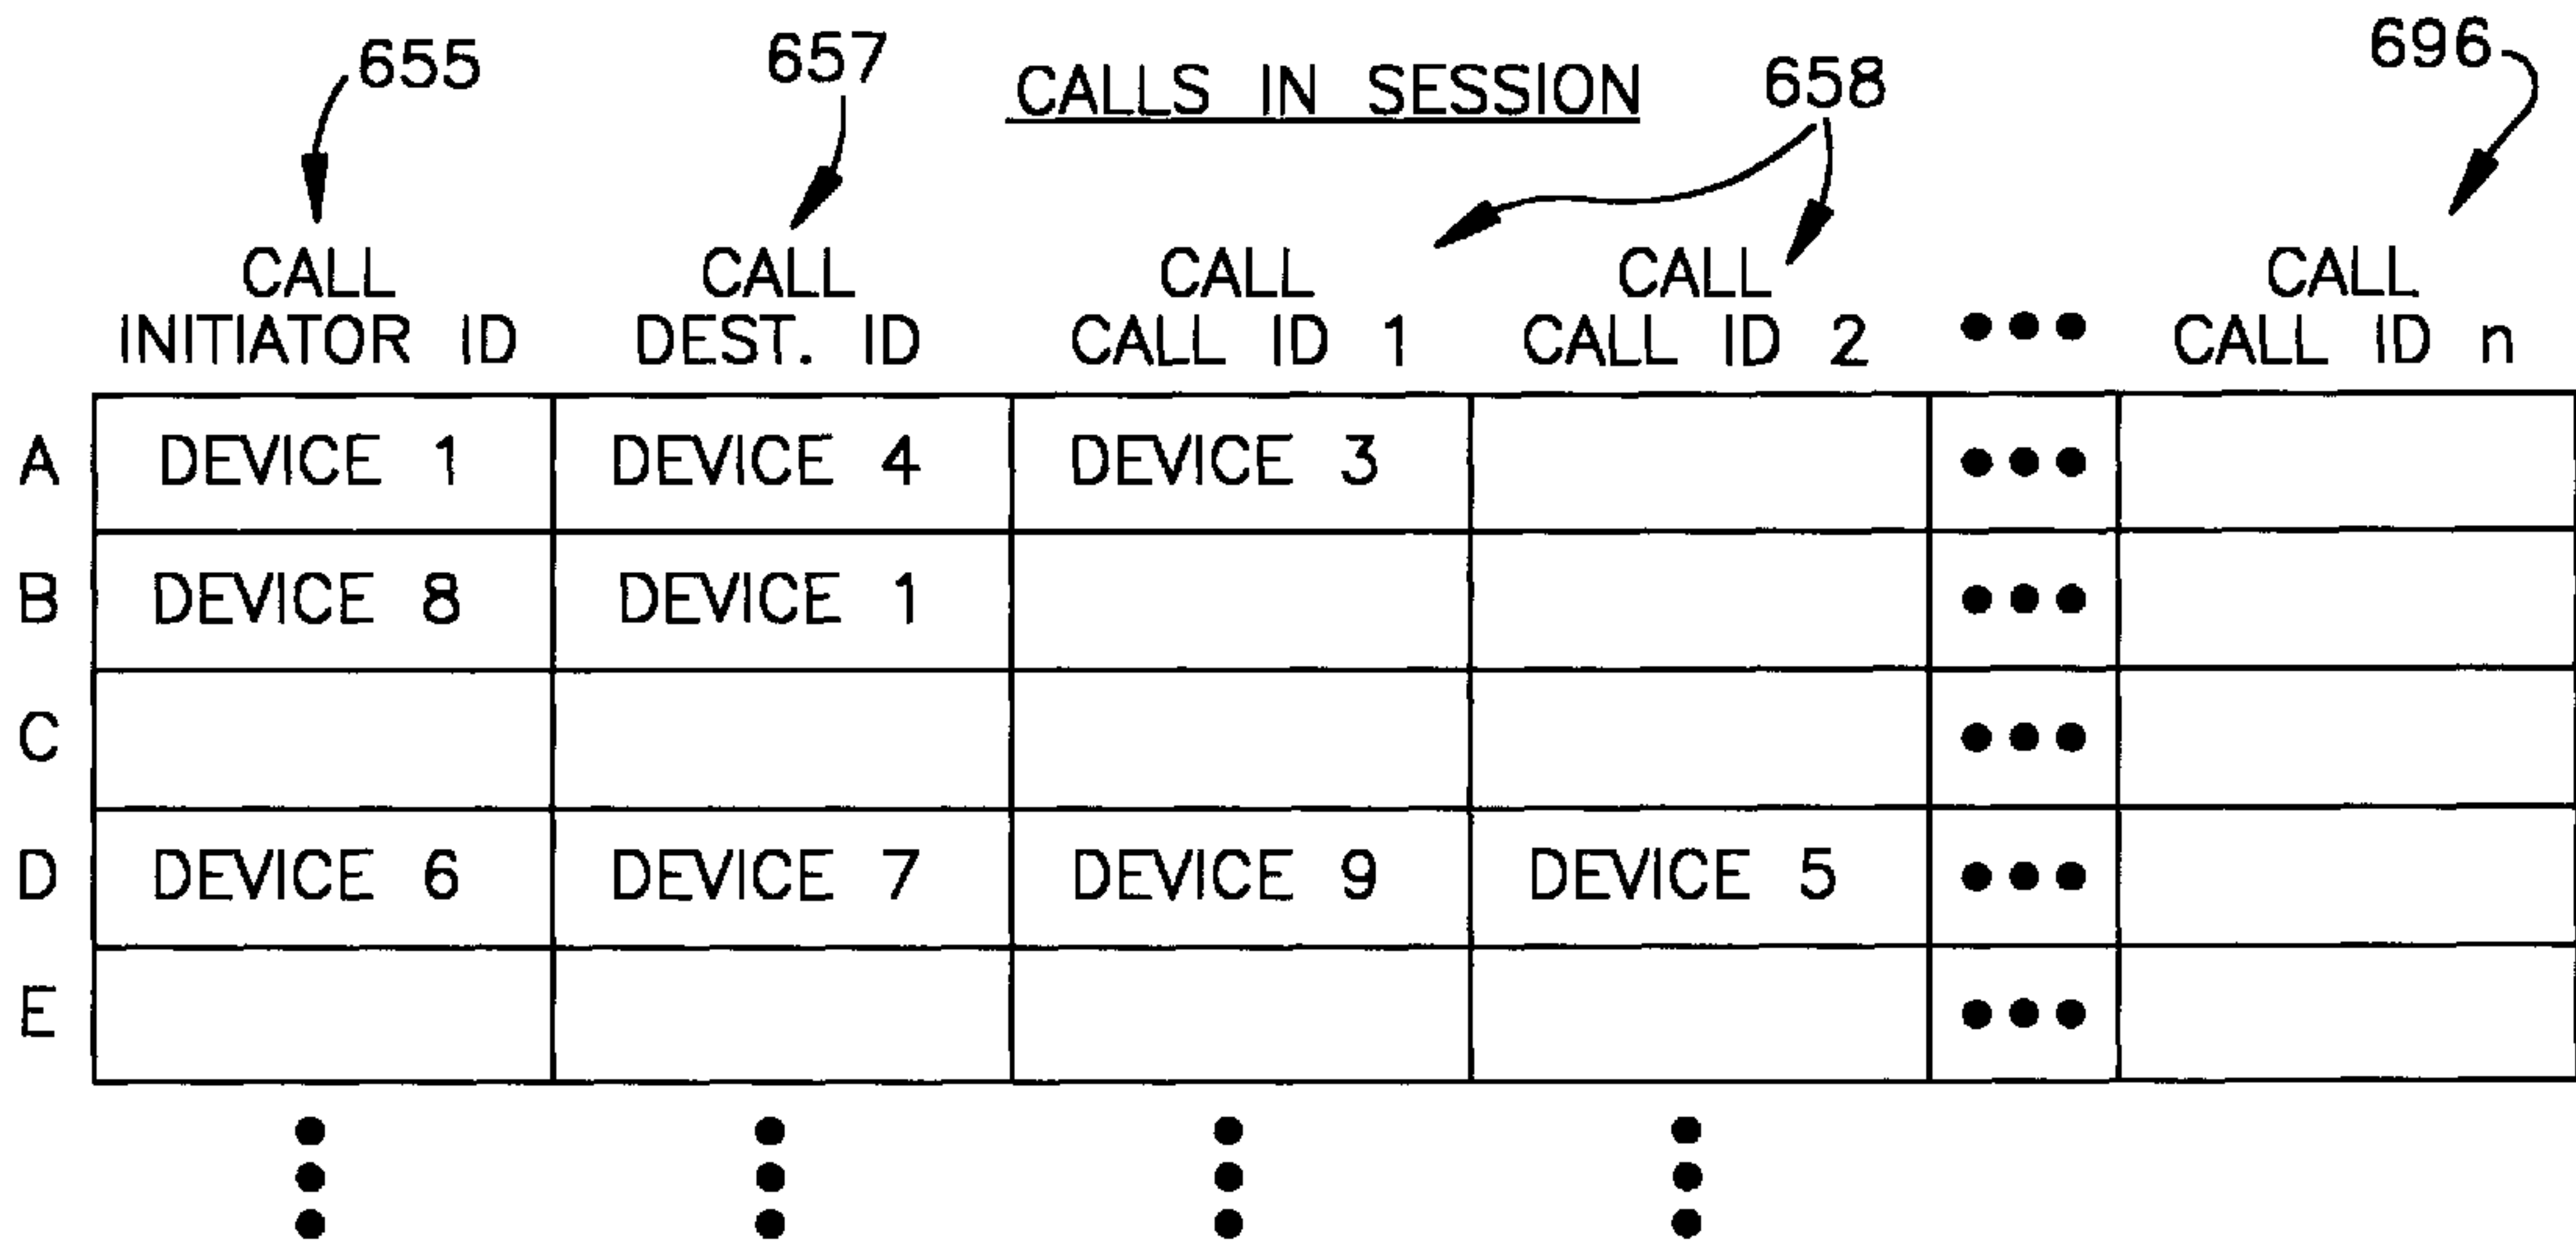 655 657 CALLS IN SESSION 658 696
CALL CALL CALL CALL CALL
INITIATOR ID DEST. ID CALL ID 1 CALL ID 2 ••• CALL ID n
A DEVICE 1 DEVICE 4 DEVICE 3 •••
B DEVICE 8 DEVICE 1 •••
C •••
D DEVICE 6 DEVICE 7 DEVICE 9 DEVICE 5 •••
E •••